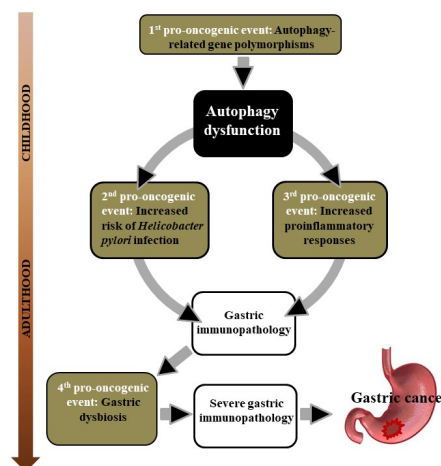 1st pro-oncogenic event: Autophagy-
related gene polymorphisms
CHILDHOOD
Autophagy
dysfunction
2nd pro-oncogenic
event: Increased
risk of Helicobacter
pylori infection
3rd pro-oncogenic
event: Increased
proinflammatory
responses
ADULTHOOD
Gastric
immunopathology
4th pro-oncogenic
event: Gastric
dysbiosis
Severe gastric
immunopathology
Gastric cance